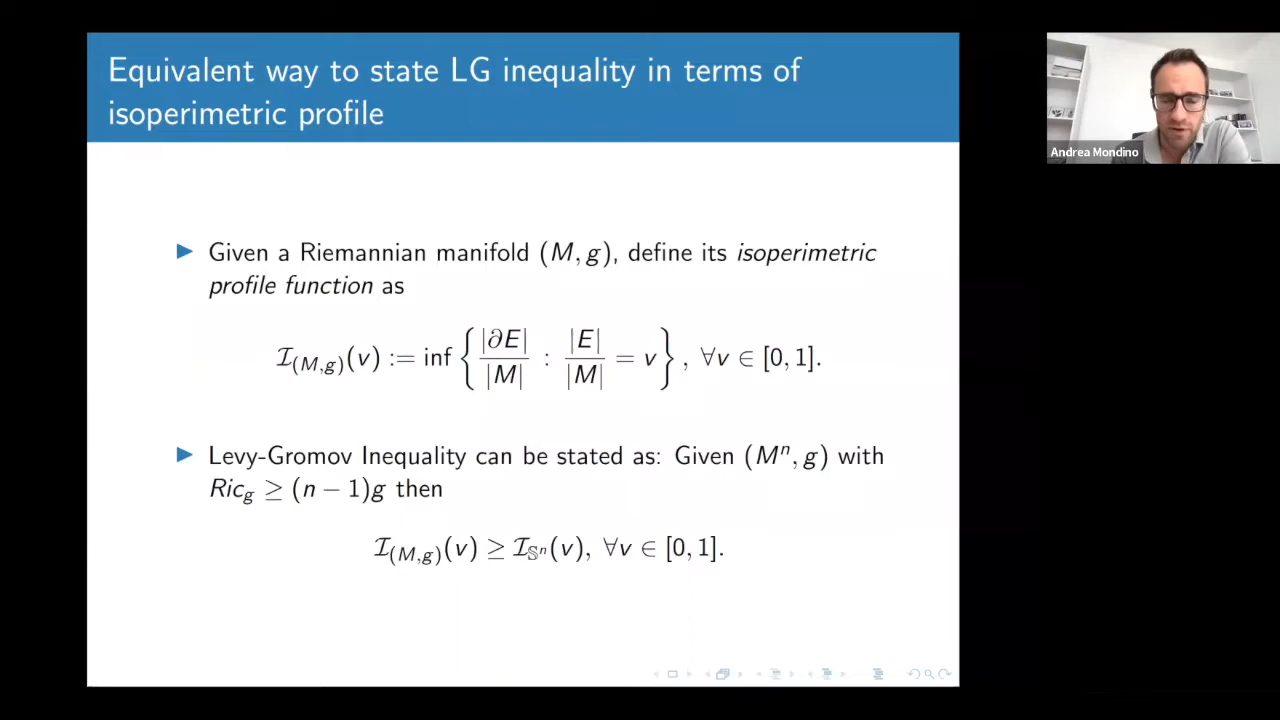 Equivalent way to state LG inequality in terms of
isoperimetric profile
Andrea Mondino
▶ Given a Riemannian manifold (M, g), define its isoperimetric
profile function as
𝓘_{(M,g)}(v) := inf { |∂E| / |M| : |E| / |M| = v } , ∀v ∈ [0, 1].
▶ Levy-Gromov Inequality can be stated as: Given (Mⁿ, g) with
Ric_g ≥ (n − 1)g then
𝓘_{(M,g)}(v) ≥ 𝓘_{𝕊ⁿ}(v), ∀v ∈ [0, 1].